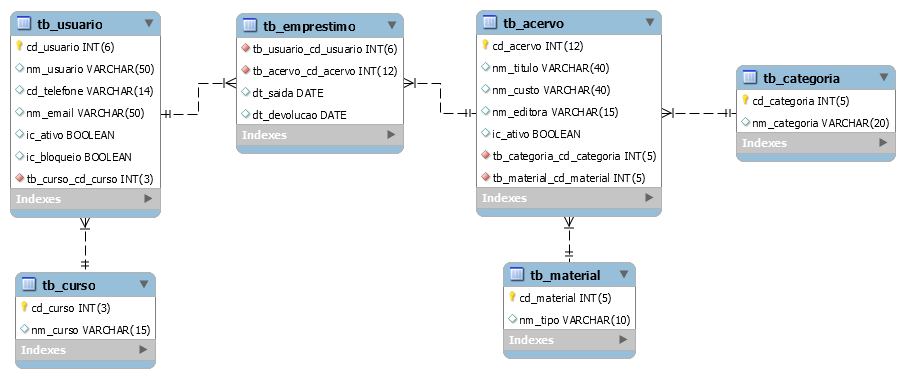 tb_usuario
cd_usuario INT(6)
nm_usuario VARCHAR(50)
cd_telefone VARCHAR(14)
nm_email VARCHAR(50)
ic_ativo BOOLEAN
ic_bloqueio BOOLEAN
tb_curso_cd_curso INT(3)
Indexes
tb_emprestimo
tb_usuario_cd_usuario INT(6)
tb_acervo_cd_acervo INT(12)
dt_saida DATE
dt_devolucao DATE
Indexes
tb_acervo
cd_acervo INT(12)
nm_titulo VARCHAR(40)
nm_custo VARCHAR(40)
nm_editora VARCHAR(15)
ic_ativo BOOLEAN
tb_categoria_cd_categoria INT(5)
tb_material_cd_material INT(5)
Indexes
tb_categoria
cd_categoria INT(5)
nm_categoria VARCHAR(20)
Indexes
tb_curso
cd_curso INT(3)
nm_curso VARCHAR(15)
Indexes
tb_material
cd_material INT(5)
nm_tipo VARCHAR(10)
Indexes